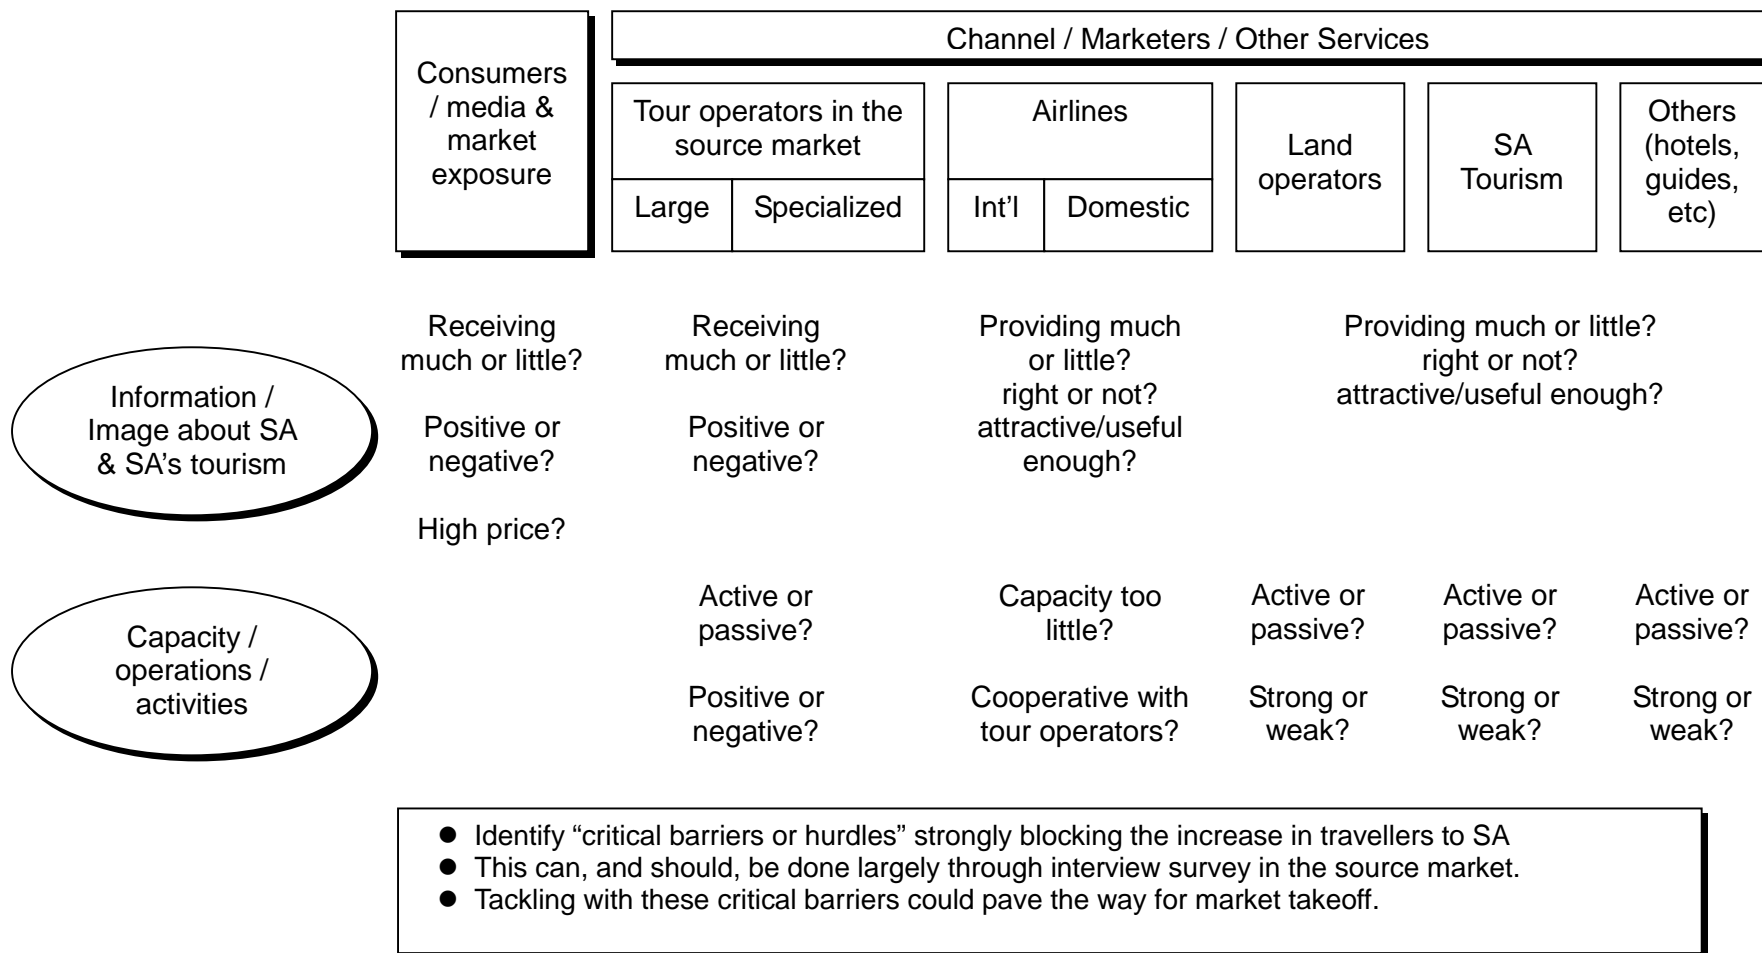 Channel / Marketers / Other Services
Consumers
/ media &
market
exposure
Tour operators in the
source market
Large
Specialized
Airlines
Int’l
Domestic
Land
operators
SA
Tourism
Others
(hotels,
guides,
etc)
Information /
Image about SA
& SA’s tourism
Receiving
much or little?
Positive or
negative?
High price?
Receiving
much or little?
Positive or
negative?
Providing much
or little?
right or not?
attractive/useful
enough?
Providing much or little?
right or not?
attractive/useful enough?
Capacity /
operations /
activities
Active or
passive?
Positive or
negative?
Capacity too
little?
Cooperative with
tour operators?
Active or
passive?
Strong or
weak?
Active or
passive?
Strong or
weak?
Active or
passive?
Strong or
weak?
● Identify “critical barriers or hurdles” strongly blocking the increase in travellers to SA
● This can, and should, be done largely through interview survey in the source market.
● Tackling with these critical barriers could pave the way for market takeoff.